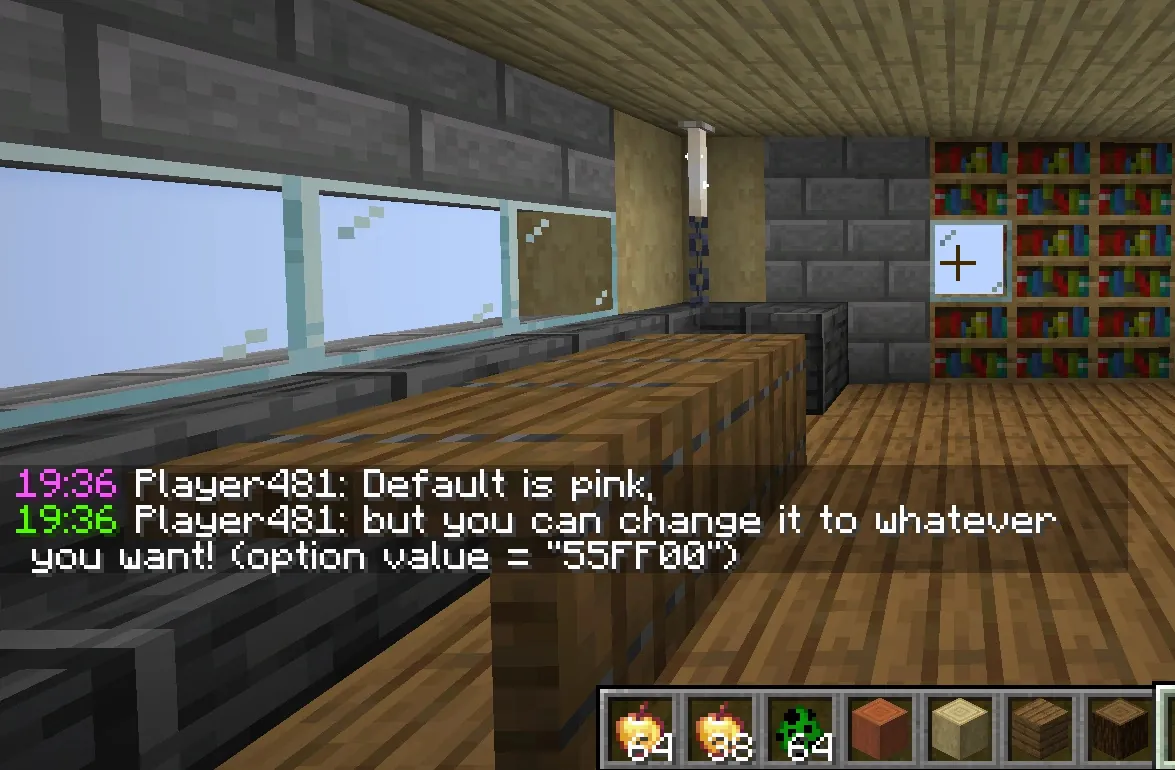 19:36 Player481: Default is pink,
19:36 Player481: but you can change it to whatever
you want! (option value = "55FF00")
64 38 64